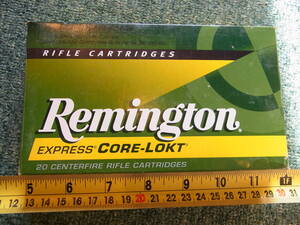 RIFLE CARTRIDGES
Remington
EXPRESS® CORE-LOKT®
20 CENTERFIRE RIFLE CARTRIDGES
5 6 7 8 9 10 11 1F
12 13 14 15 16 17 18 19 20 21 22 23 24 25 26 27 28 29 30 31